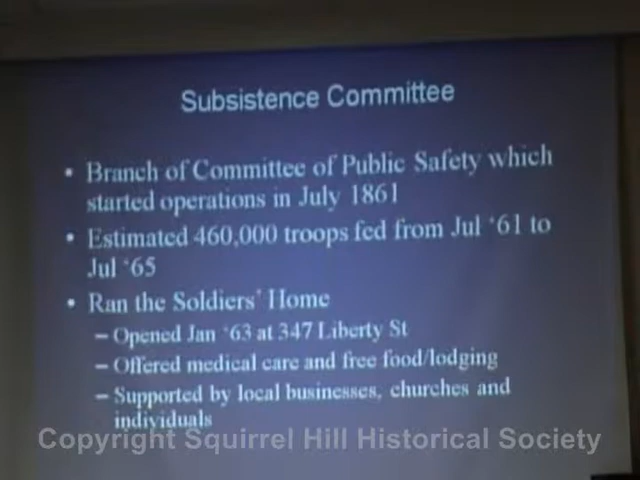 Subsistence Committee
• Branch of Committee of Public Safety which
started operations in July 1861
• Estimated 460,000 troops fed from Jul ‘61 to
Jul ‘65
• Ran the Soldiers’ Home
– Opened Jan ‘63 at 347 Liberty St
– Offered medical care and free food/lodging
– Supported by local businesses, churches and
individuals
Copyright Squirrel Hill Historical Society